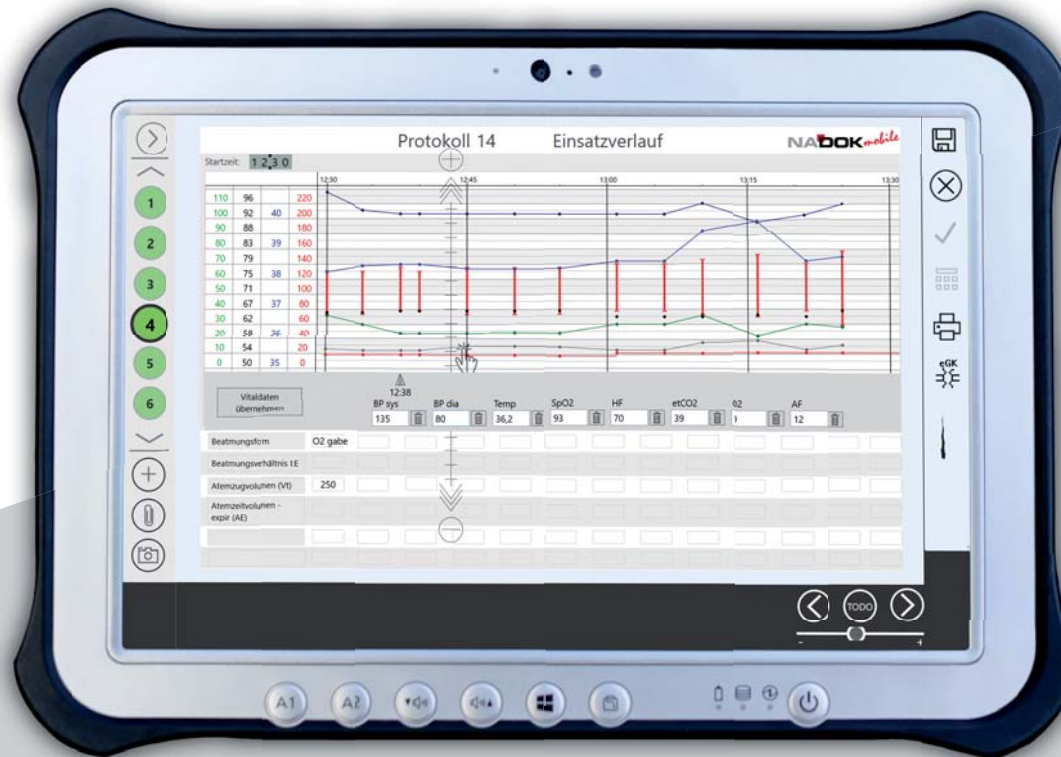 Protokoll 14 Einsatzverlauf NADOK mobile
Startzeit: 12 30
12:30 12:45 13:00 13:15 13:30
110 96 220
100 92 40 200
90 88 180
80 83 39 160
70 79 140
60 75 38 120
50 71 100
40 67 37 80
30 62 60
20 58 36 40
10 54 20
0 50 35 0
1
2
3
4
5
6
eGK
12:38
Vitaldaten
übernehmen
BP sys BP dia Temp SpO2 HF etCO2 AF
135 80 36,2 93 70 39 12
Beatmungsfom O2 gabe
Beatmungsverhältnis I:E
Atemzugvolunen (Vt) 250
Atemzeitvolunen -
expir (AE)
TODO
- +
A1 A2